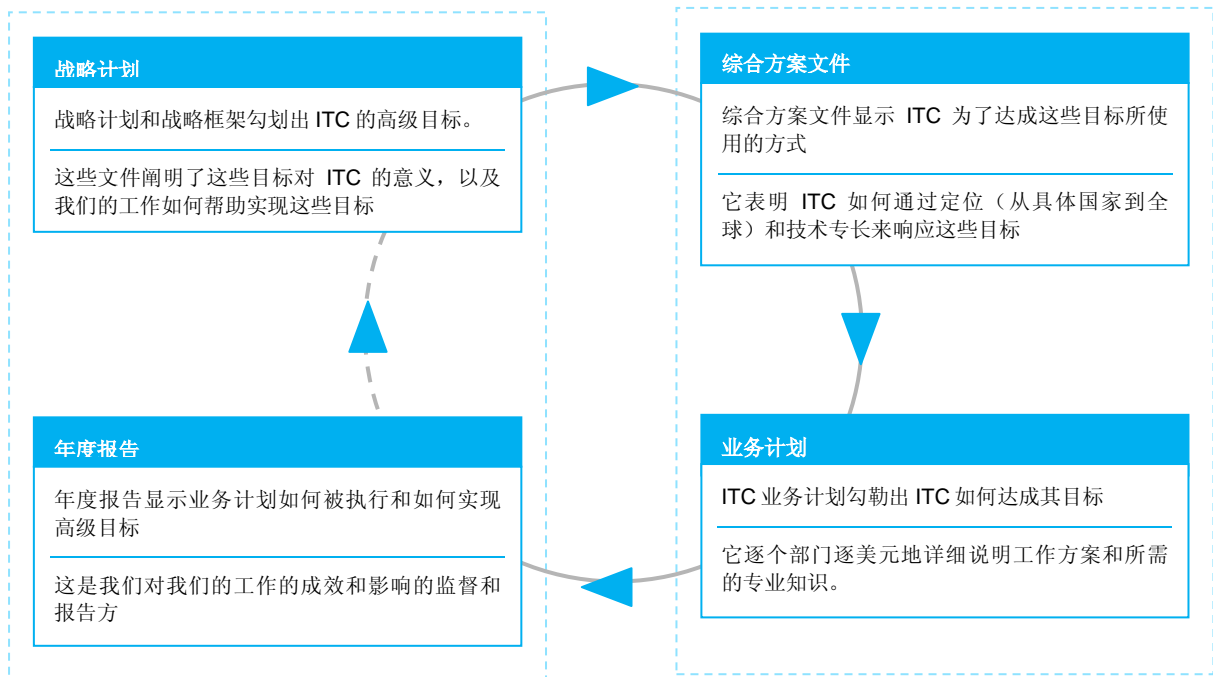 战略计划
战略计划和战略框架勾划出 ITC 的高级目标。
这些文件阐明了这些目标对 ITC 的意义，以及
我们的工作如何帮助实现这些目标
综合方案文件
综合方案文件显示 ITC 为了达成这些目标所使
用的方式
它表明 ITC 如何通过定位（从具体国家到全
球）和技术专长来响应这些目标
年度报告
年度报告显示业务计划如何被执行和如何实现
高级目标
这是我们对我们的工作的成效和影响的监督和
报告方
业务计划
ITC 业务计划勾勒出 ITC 如何达成其目标
它逐个部门逐美元地详细说明工作方案和所需
的专业知识。